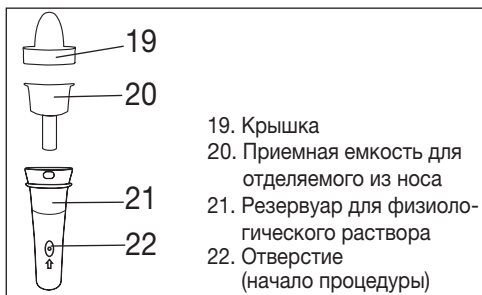 19
20
21
22
19. Крышка
20. Приемная емкость для
отделяемого из носа
21. Резервуар для физиоло-
гического раствора
22. Отверстие
(начало процедуры)